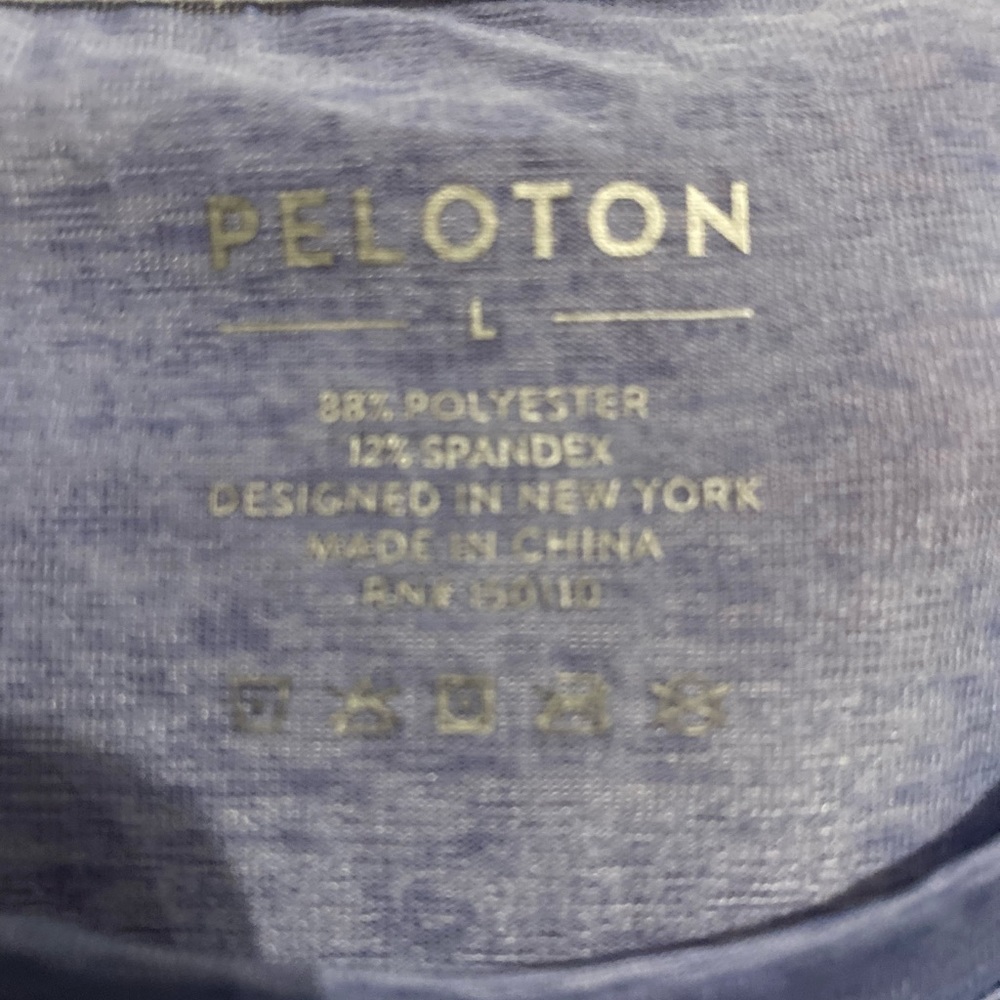 PELOTON
L
88% POLYESTER
12% SPANDEX
DESIGNED IN NEW YORK
MADE IN CHINA
RN#